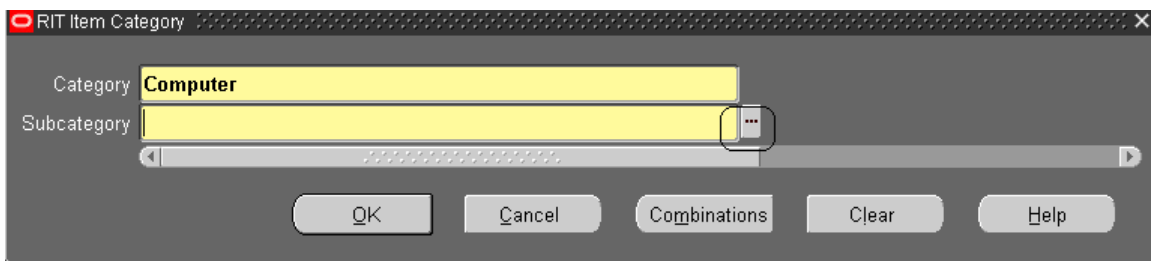 RIT Item Category
Category Computer
Subcategory
OK Cancel Combinations Clear Help